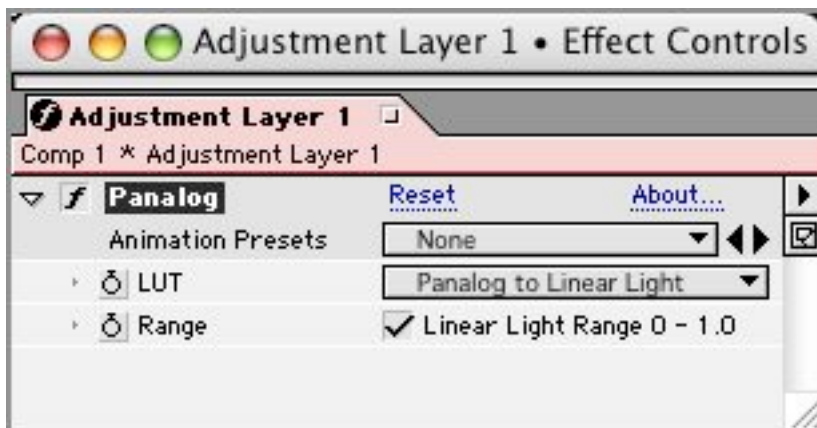 Adjustment Layer 1 • Effect Controls
Adjustment Layer 1
Comp 1 * Adjustment Layer 1
f Panalog Reset About...
Animation Presets None
LUT Panalog to Linear Light
Range Linear Light Range 0 - 1.0